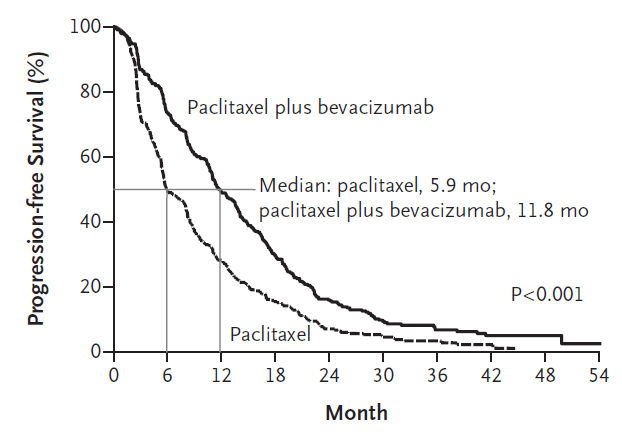 Progression-free Survival (%)
100
80
60
40
20
0
Paclitaxel plus bevacizumab
Median: paclitaxel, 5.9 mo;
paclitaxel plus bevacizumab, 11.8 mo
P<0.001
Paclitaxel
0 6 12 18 24 30 36 42 48 54
Month